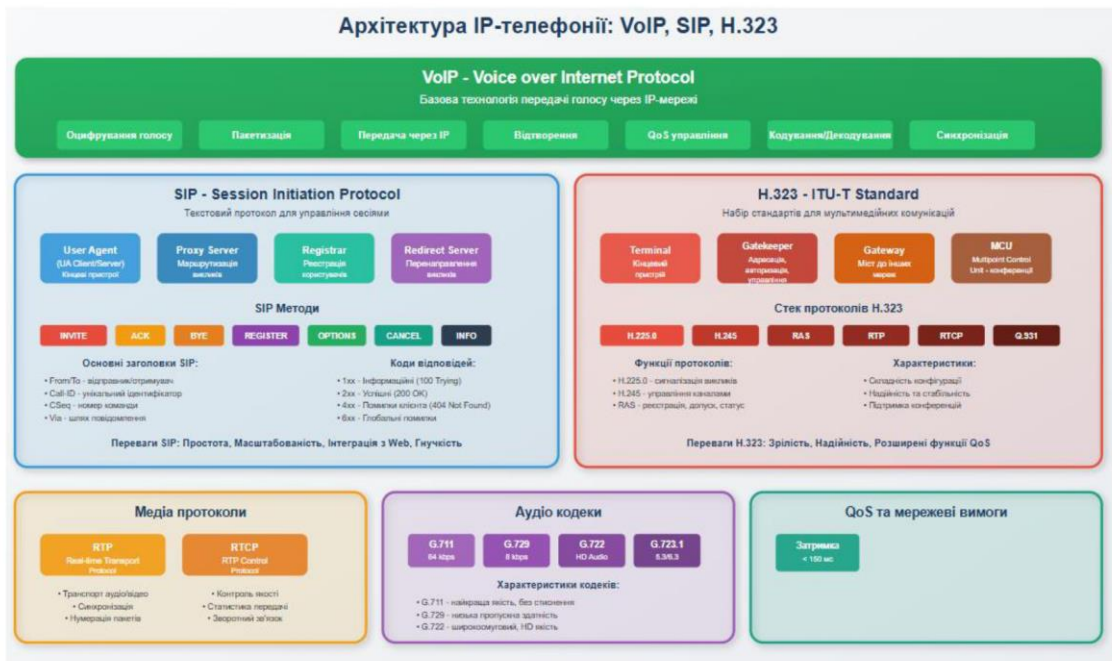 Архітектура IP-телефонії: VoIP, SIP, H.323
VoIP - Voice over Internet Protocol
Базова технологія передачі голосу через IP-мережі
Оцифрування голосу
Пакетизація
Передача через IP
Відтворення
QoS управління
Кодування/Декодування
Синхронізація
SIP - Session Initiation Protocol
Текстовий протокол для управління сесіями
User Agent
(UA Client/Server)
Кінцеві пристрої
Proxy Server
Маршрутизація
викликів
Registrar
Реєстрація
користувачів
Redirect Server
Перенаправлення
викликів
SIP Методи
INVITE
ACK
BYE
REGISTER
OPTIONS
CANCEL
INFO
Основні заголовки SIP:
• From/To - відправник/отримувач
• Call-ID - унікальний ідентифікатор
• CSeq - номер команди
• Via - шлях повідомлення
Коди відповідей:
• 1xx - Інформаційні (100 Trying)
• 2xx - Успішні (200 OK)
• 4xx - Помилки клієнта (404 Not Found)
• 6xx - Глобальні помилки
Переваги SIP: Простота, Масштабованість, Інтеграція з Web, Гнучкість
H.323 - ITU-T Standard
Набір стандартів для мультимедійних комунікацій
Terminal
Кінцевий
пристрій
Gatekeeper
Адресація,
авторизація,
управління
Gateway
Міст до інших
мереж
MCU
Multipoint Control
Unit - конференції
Стек протоколів H.323
H.225.0
H.245
RAS
RTP
RTCP
Q.931
Функції протоколів:
• H.225.0 - сигналізація викликів
• H.245 - управління каналами
• RAS - реєстрація, допуск, статус
Характеристики:
• Складність конфігурації
• Надійність та стабільність
• Підтримка конференцій
Переваги H.323: Зрілість, Надійність, Розширені функції QoS
Медіа протоколи
RTP
Real-time Transport
Protocol
RTCP
RTP Control
Protocol
• Транспорт аудіо/відео
• Синхронізація
• Нумерація пакетів
• Контроль якості
• Статистика передачі
• Зворотний зв'язок
Аудіо кодеки
G.711
64 kbps
G.729
8 kbps
G.722
HD Audio
G.723.1
5.3/6.3
Характеристики кодеків:
• G.711 - найкраща якість, без стиснення
• G.729 - низька пропускна здатність
• G.722 - широкосмуговий, HD якість
QoS та мережеві вимоги
Затримка
< 150 мс